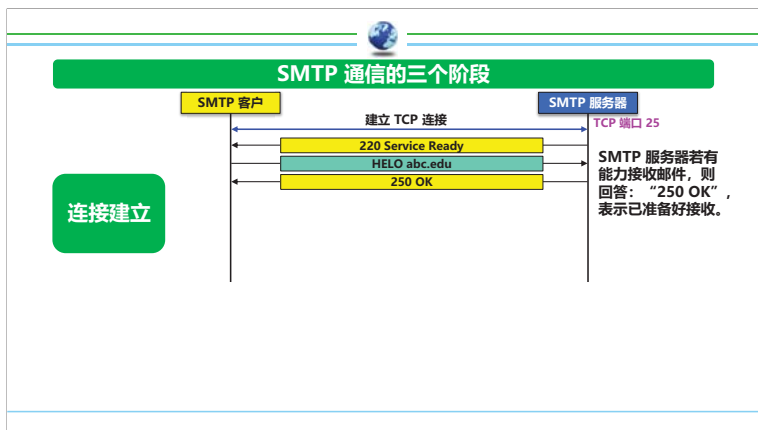 SMTP 通信的三个阶段
SMTP 客户
SMTP 服务器
建立 TCP 连接
TCP 端口 25
220 Service Ready
HELO abc.edu
250 OK
SMTP 服务器若有
能力接收邮件，则
回答：“250 OK”，
表示已准备好接收。
连接建立